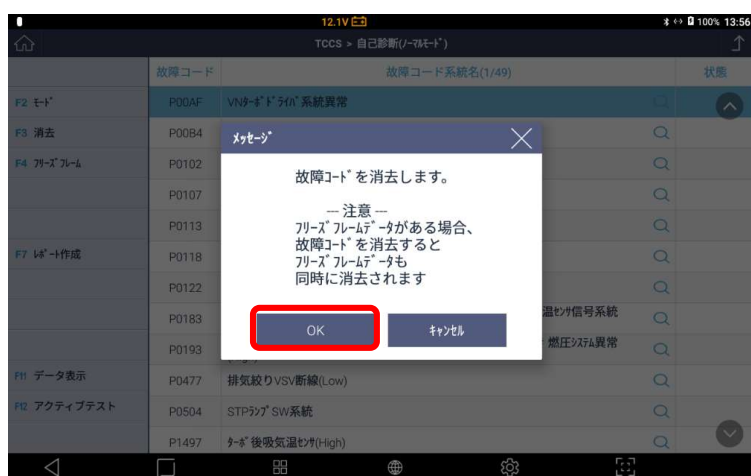 12.1V
100% 13:56
TCCS > 自己診断(ﾉｰﾏﾙﾓｰﾄﾞ)
故障コード 故障コード系統名(1/49) 状態
F2 ﾓｰﾄﾞ
P00AF VNﾀｰﾎﾞﾄﾞﾗｲﾊﾞ系統異常
F3 消去
P00B4
F4 ﾌﾘｰｽﾞﾌﾚｰﾑ
P0102
P0107
P0113
F7 ﾚﾎﾟｰﾄ作成
P0118
P0122
P0183 温ｾﾝｻ信号系統
P0193 燃圧ｼｽﾃﾑ異常
F11 データ表示
P0477 排気絞りVSV断線(Low)
F12 アクティブテスト
P0504 STPﾗﾝﾌﾟSW系統
P1497 ﾀｰﾎﾞ後吸気温ｾﾝｻ(High)
ﾒｯｾｰｼﾞ
故障ｺｰﾄﾞを消去します。
--- 注意 ---
ﾌﾘｰｽﾞﾌﾚｰﾑﾃﾞｰﾀがある場合、
故障ｺｰﾄﾞを消去すると
ﾌﾘｰｽﾞﾌﾚｰﾑﾃﾞｰﾀも
同時に消去されます
OK
ｷｬﾝｾﾙ